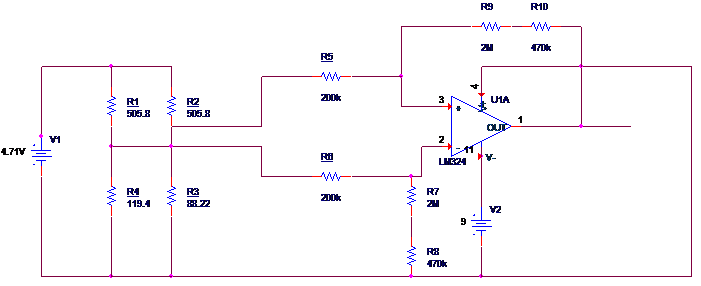 R9 R10
2M 470k
R5
200k
R1 R2
505.8 505.8
4
U1A
3
+
OUT
1
V1
4.71V
2
-
11
V-
LM324
R6
200k
R4 R3
119.4 88.22
R7
2M
V2
9
R8
470k